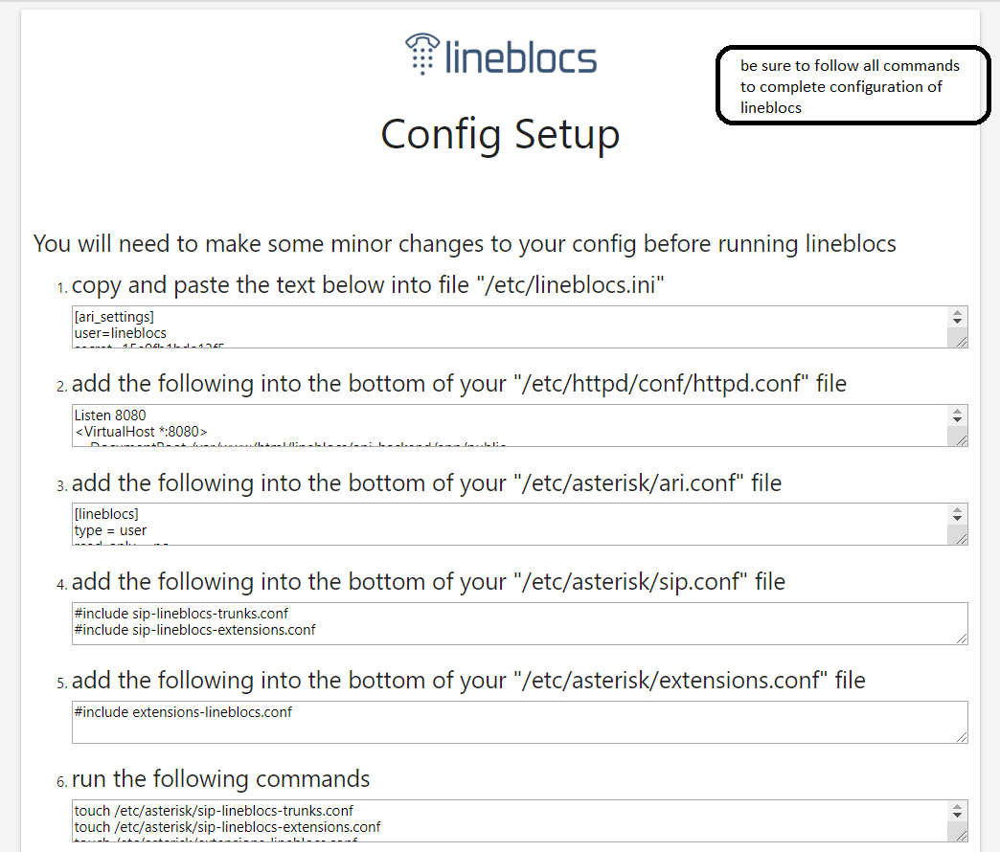 lineblocs
be sure to follow all commands
to complete configuration of
lineblocs
Config Setup
You will need to make some minor changes to your config before running lineblocs
1. copy and paste the text below into file "/etc/lineblocs.ini"
[ari_settings]
user=lineblocs
2. add the following into the bottom of your "/etc/httpd/conf/httpd.conf" file
Listen 8080
<VirtualHost *:8080>
3. add the following into the bottom of your "/etc/asterisk/ari.conf" file
[lineblocs]
type = user
4. add the following into the bottom of your "/etc/asterisk/sip.conf" file
#include sip-lineblocs-trunks.conf
#include sip-lineblocs-extensions.conf
5. add the following into the bottom of your "/etc/asterisk/extensions.conf" file
#include extensions-lineblocs.conf
6. run the following commands
touch /etc/asterisk/sip-lineblocs-trunks.conf
touch /etc/asterisk/sip-lineblocs-extensions.conf
touch /etc/asterisk/extensions-lineblocs.conf